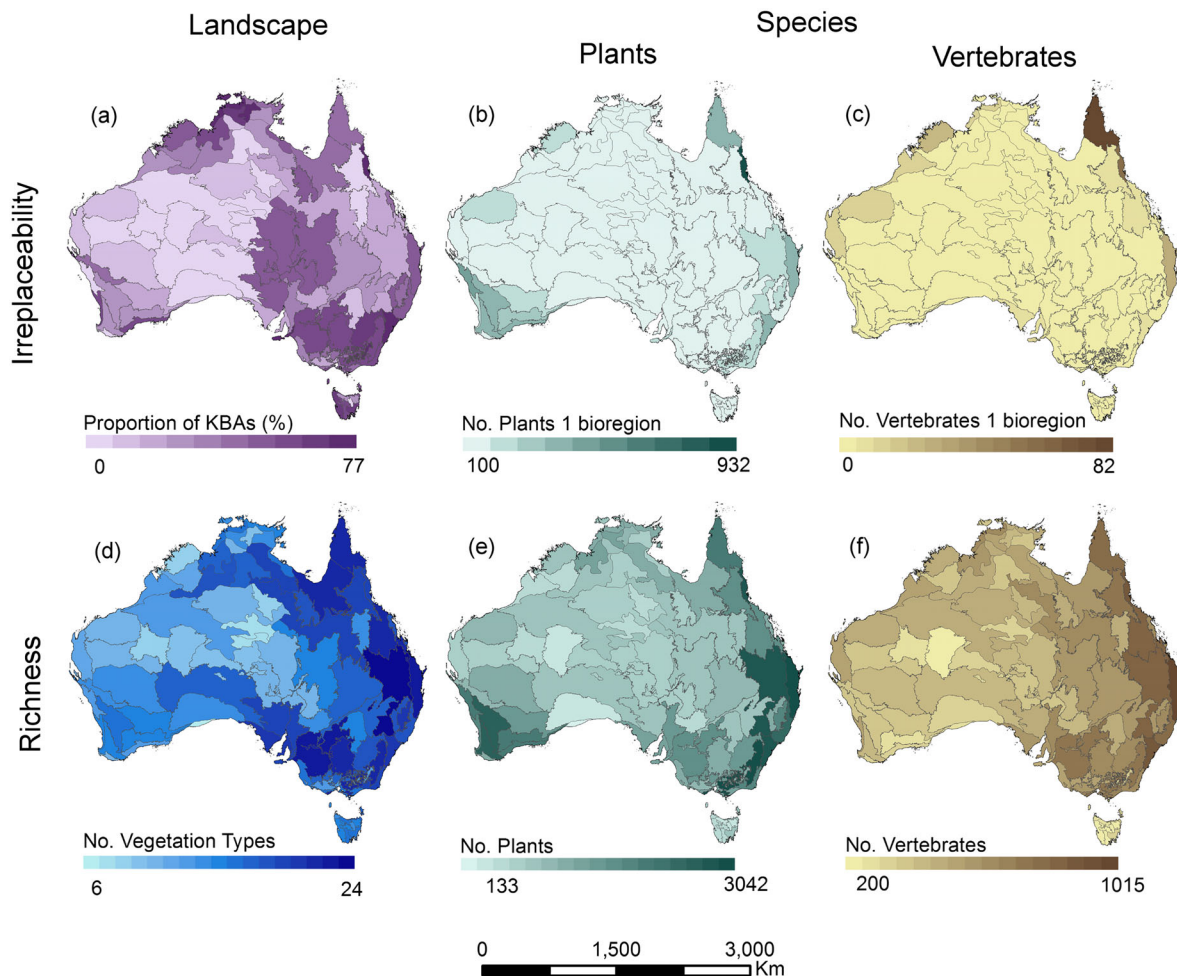 Landscape
Species
Plants
Vertebrates
Irreplaceability
(a)
(b)
(c)
Proportion of KBAs (%)
0
77
No. Plants 1 bioregion
100
932
No. Vertebrates 1 bioregion
0
82
Richness
(d)
(e)
(f)
No. Vegetation Types
6
24
No. Plants
133
3042
No. Vertebrates
200
1015
0
1,500
3,000
Km